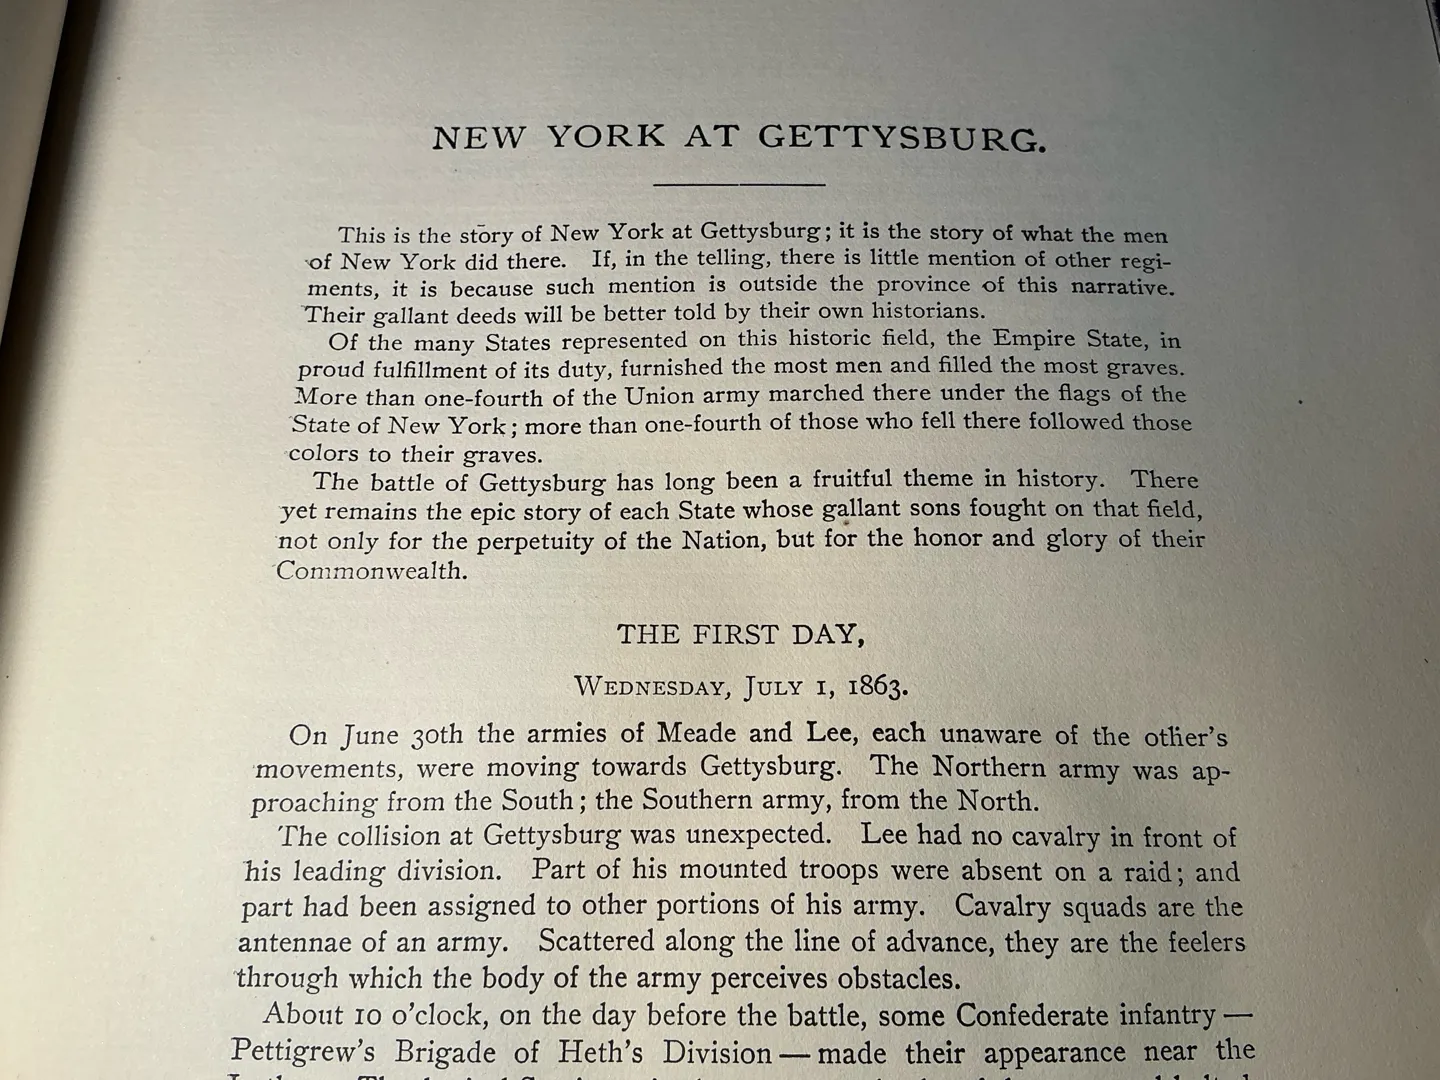 NEW YORK AT GETTYSBURG.
This is the story of New York at Gettysburg; it is the story of what the men
of New York did there. If, in the telling, there is little mention of other regi-
ments, it is because such mention is outside the province of this narrative.
Their gallant deeds will be better told by their own historians.
Of the many States represented on this historic field, the Empire State, in
proud fulfillment of its duty, furnished the most men and filled the most graves.
More than one-fourth of the Union army marched there under the flags of the
State of New York; more than one-fourth of those who fell there followed those
colors to their graves.
The battle of Gettysburg has long been a fruitful theme in history. There
yet remains the epic story of each State whose gallant sons fought on that field,
not only for the perpetuity of the Nation, but for the honor and glory of their
Commonwealth.
THE FIRST DAY,
WEDNESDAY, JULY 1, 1863.
On June 30th the armies of Meade and Lee, each unaware of the other's
movements, were moving towards Gettysburg. The Northern army was ap-
proaching from the South; the Southern army, from the North.
The collision at Gettysburg was unexpected. Lee had no cavalry in front of
his leading division. Part of his mounted troops were absent on a raid; and
part had been assigned to other portions of his army. Cavalry squads are the
antennae of an army. Scattered along the line of advance, they are the feelers
through which the body of the army perceives obstacles.
About 10 o'clock, on the day before the battle, some Confederate infantry —
Pettigrew's Brigade of Heth's Division — made their appearance near the